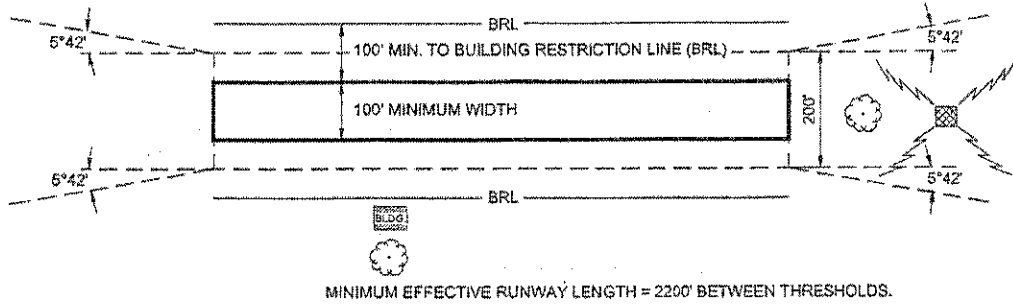 BRL
5°42'
5°42'
100' MIN. TO BUILDING RESTRICTION LINE (BRL)
100' MINIMUM WIDTH
200'
5°42'
5°42'
BRL
BLDG.
MINIMUM EFFECTIVE RUNWAY LENGTH = 2200' BETWEEN THRESHOLDS.